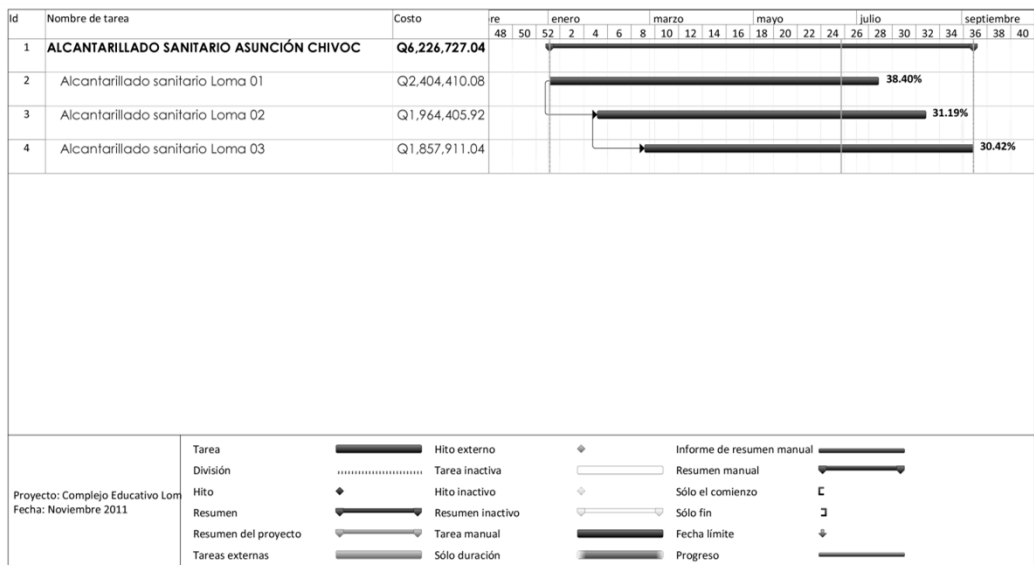 Id Nombre de tarea Costo re enero marzo mayo julio septiembre
48 50 52 2 4 6 8 10 12 14 16 18 20 22 24 26 28 30 32 34 36 38 40
1 ALCANTARILLADO SANITARIO ASUNCIÓN CHIVOC Q6,226,727.04
2 Alcantarillado sanitario Loma 01 Q2,404,410.08 38.40%
3 Alcantarillado sanitario Loma 02 Q1,964,405.92 31.19%
4 Alcantarillado sanitario Loma 03 Q1,857,911.04 30.42%
Proyecto: Complejo Educativo Lom
Fecha: Noviembre 2011
Tarea
División
Hito
Resumen
Resumen del proyecto
Tareas externas
Hito externo
Tarea inactiva
Hito inactivo
Resumen inactivo
Tarea manual
Sólo duración
Informe de resumen manual
Resumen manual
Sólo el comienzo
Sólo fin
Fecha límite
Progreso